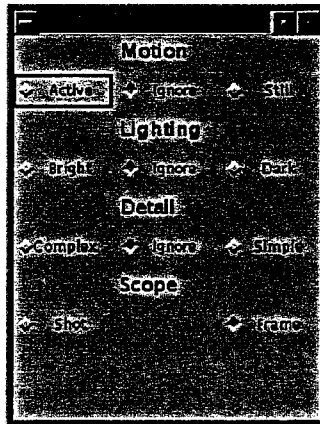 Motion
Active Ignore Still
Lighting
Bright Ignore Dark
Detail
Complex Ignore Simple
Scope
Shot Frame